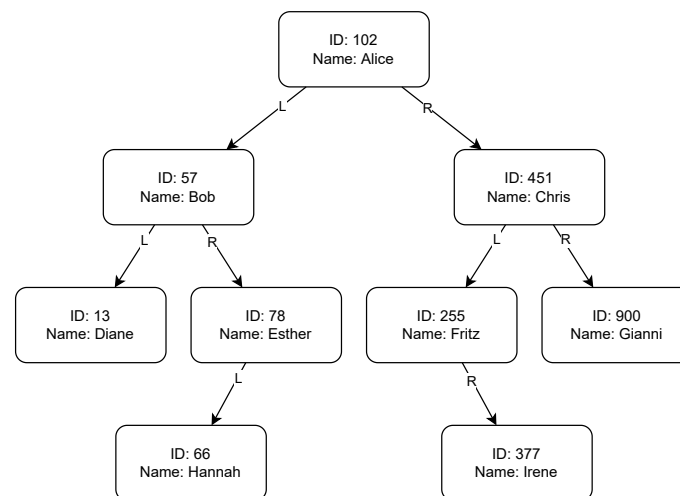 ID: 102
Name: Alice
L
R
ID: 57
Name: Bob
ID: 451
Name: Chris
L
R
L
R
ID: 13
Name: Diane
ID: 78
Name: Esther
ID: 255
Name: Fritz
ID: 900
Name: Gianni
L
R
ID: 66
Name: Hannah
ID: 377
Name: Irene